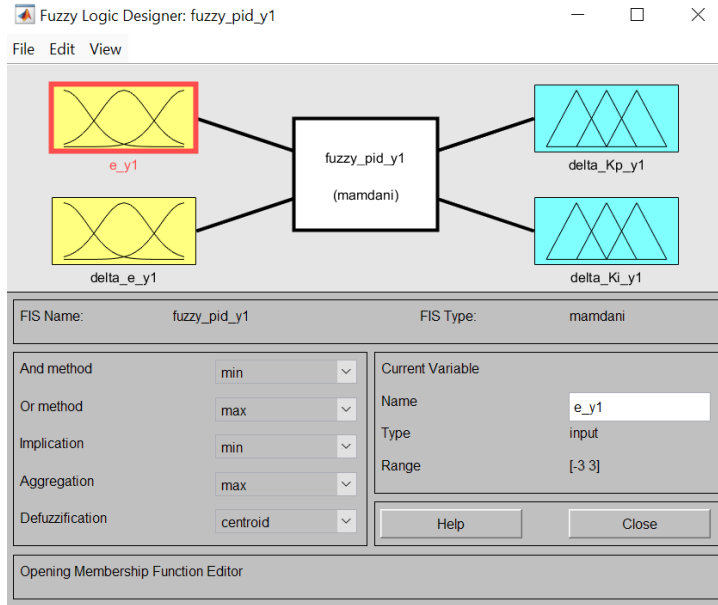 Fuzzy Logic Designer: fuzzy_pid_y1
File Edit View
e_y1
delta_e_y1
fuzzy_pid_y1
(mamdani)
delta_Kp_y1
delta_Ki_y1
FIS Name: fuzzy_pid_y1 FIS Type: mamdani
And method min
Or method max
Implication min
Aggregation max
Defuzzification centroid
Current Variable
Name e_y1
Type input
Range [-3 3]
Help Close
Opening Membership Function Editor